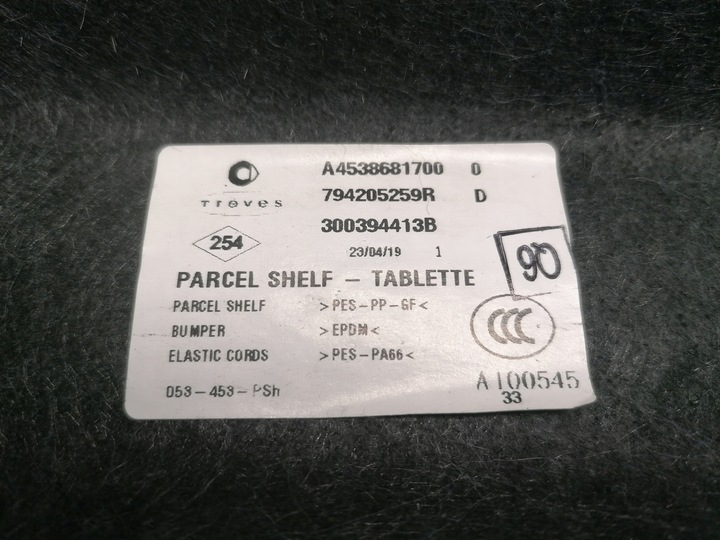 A4538681700 0
Treves 794205259R D
300394413B
254 23/04/19 1
PARCEL SHELF - TABLETTE
90
PARCEL SHELF >PES-PP-GF<
BUMPER >EPDM<
ELASTIC CORDS >PES-PA66<
CCC
053-453-PSh A100545
33